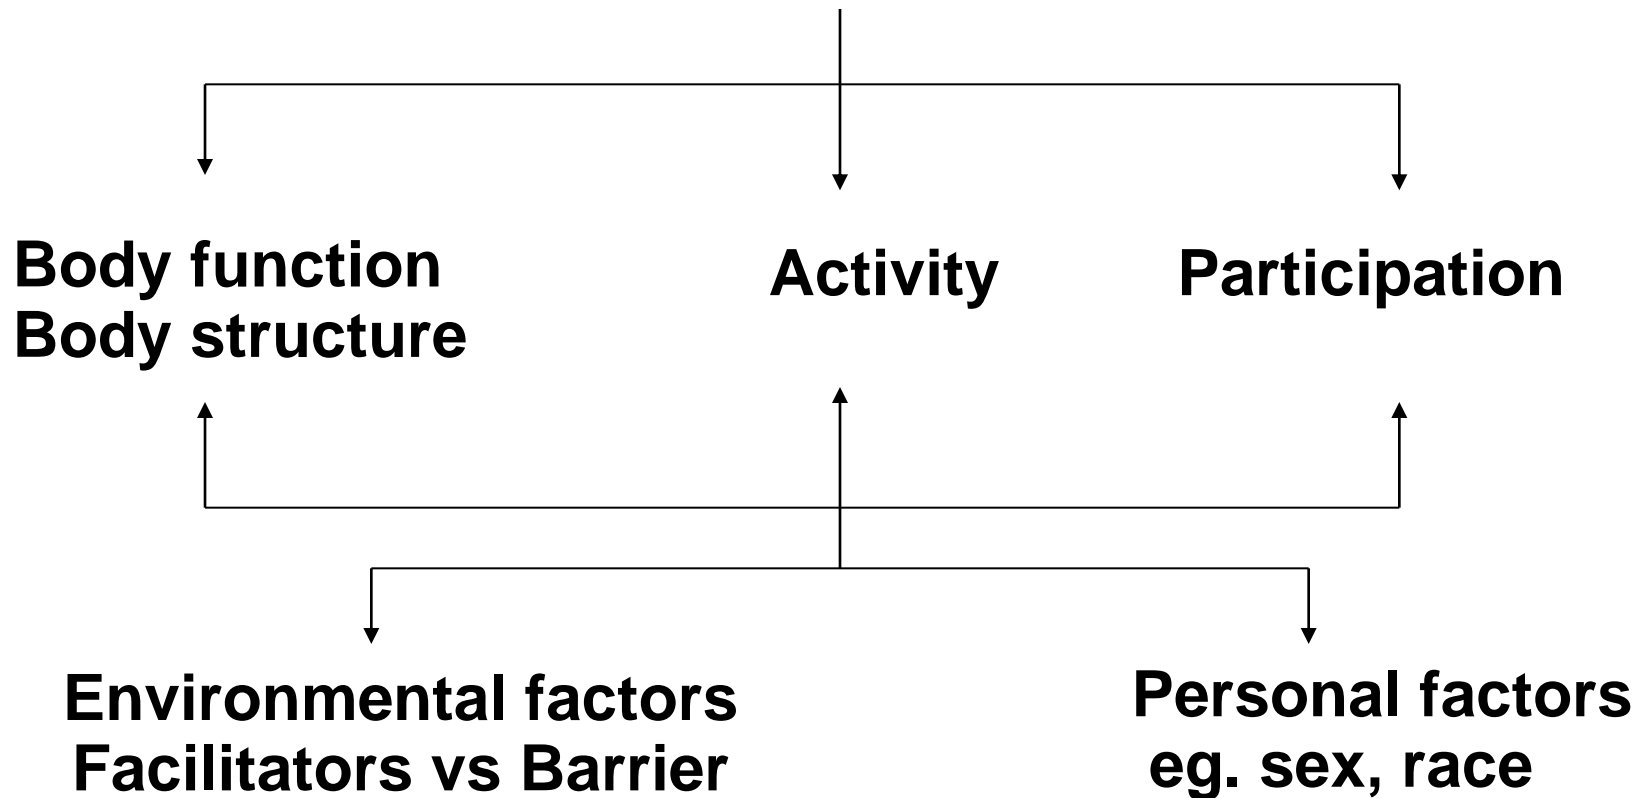 Body function
Body structure
Activity
Participation
Environmental factors
Facilitators vs Barrier
Personal factors
eg. sex, race